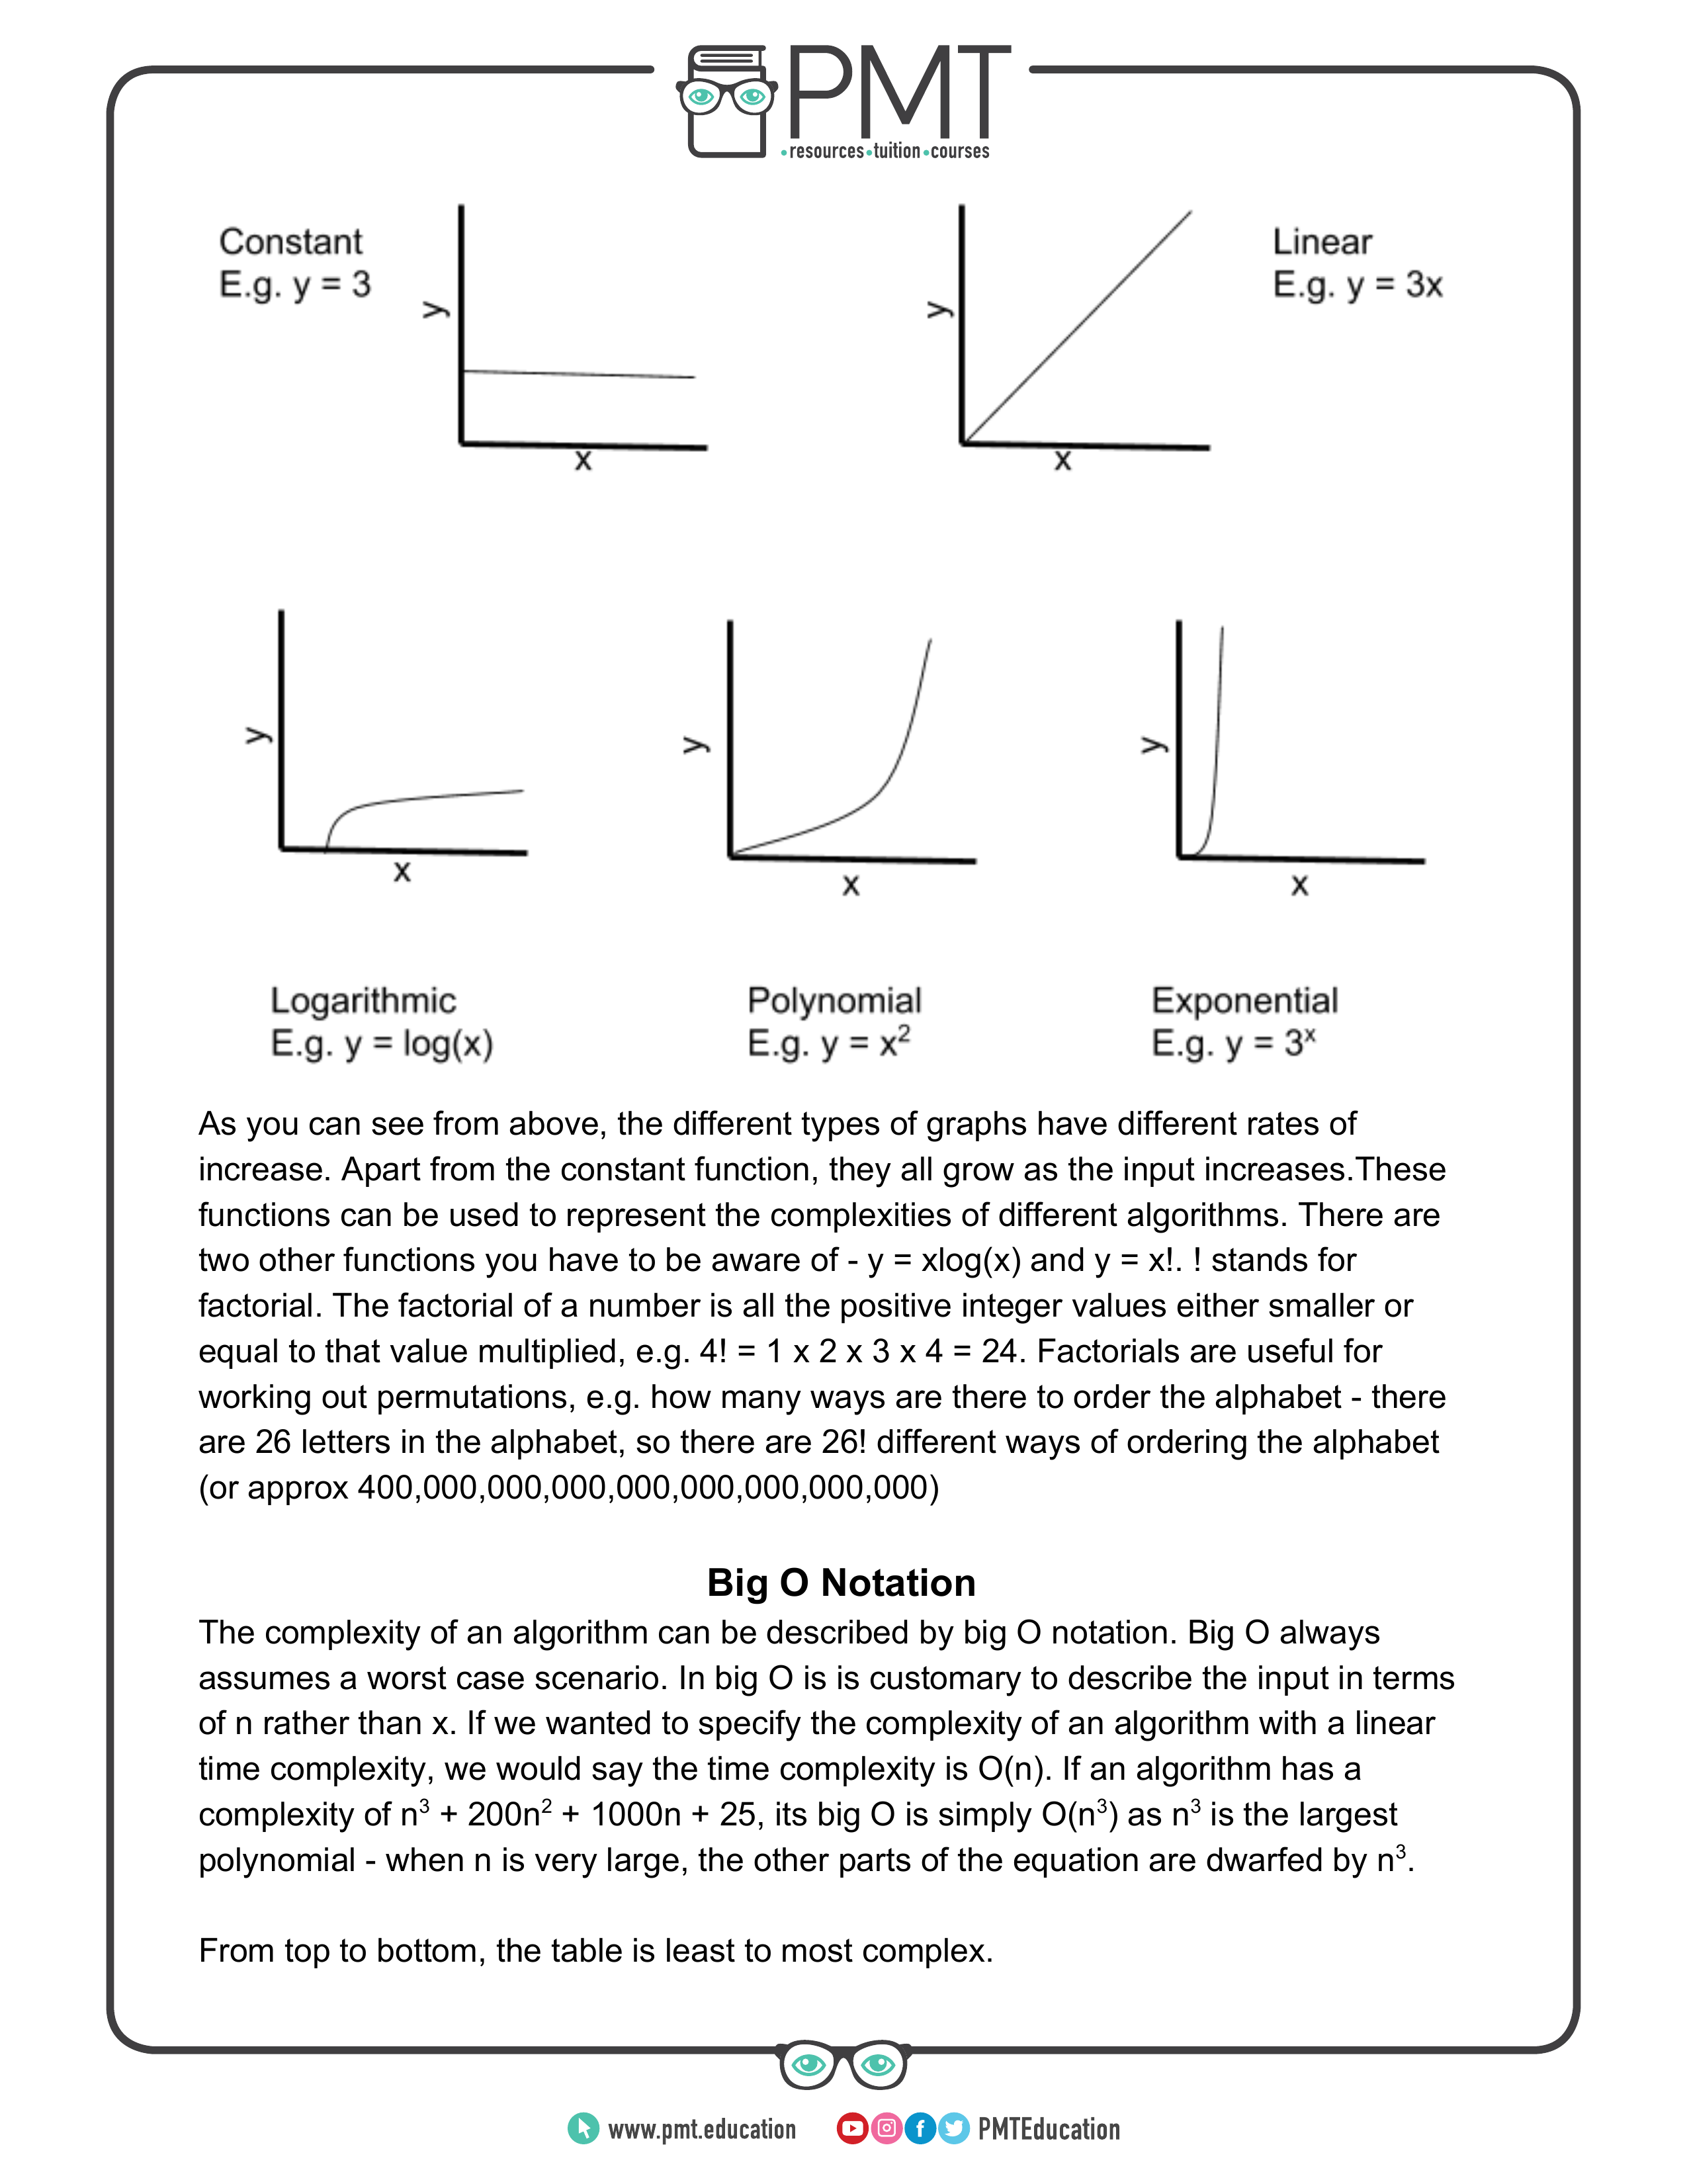 PMT
•resources•tuition•courses
Constant
E.g. y = 3
y
x
y
x
Linear
E.g. y = 3x
y
x
y
x
y
x
Logarithmic
E.g. y = log(x)
Polynomial
E.g. y = x²
Exponential
E.g. y = 3ˣ
As you can see from above, the different types of graphs have different rates of
increase. Apart from the constant function, they all grow as the input increases.These
functions can be used to represent the complexities of different algorithms. There are
two other functions you have to be aware of - y = xlog(x) and y = x!. ! stands for
factorial. The factorial of a number is all the positive integer values either smaller or
equal to that value multiplied, e.g. 4! = 1 x 2 x 3 x 4 = 24. Factorials are useful for
working out permutations, e.g. how many ways are there to order the alphabet - there
are 26 letters in the alphabet, so there are 26! different ways of ordering the alphabet
(or approx 400,000,000,000,000,000,000,000,000)
Big O Notation
The complexity of an algorithm can be described by big O notation. Big O always
assumes a worst case scenario. In big O is is customary to describe the input in terms
of n rather than x. If we wanted to specify the complexity of an algorithm with a linear
time complexity, we would say the time complexity is O(n). If an algorithm has a
complexity of n³ + 200n² + 1000n + 25, its big O is simply O(n³) as n³ is the largest
polynomial - when n is very large, the other parts of the equation are dwarfed by n³.
From top to bottom, the table is least to most complex.
www.pmt.education
PMTEducation